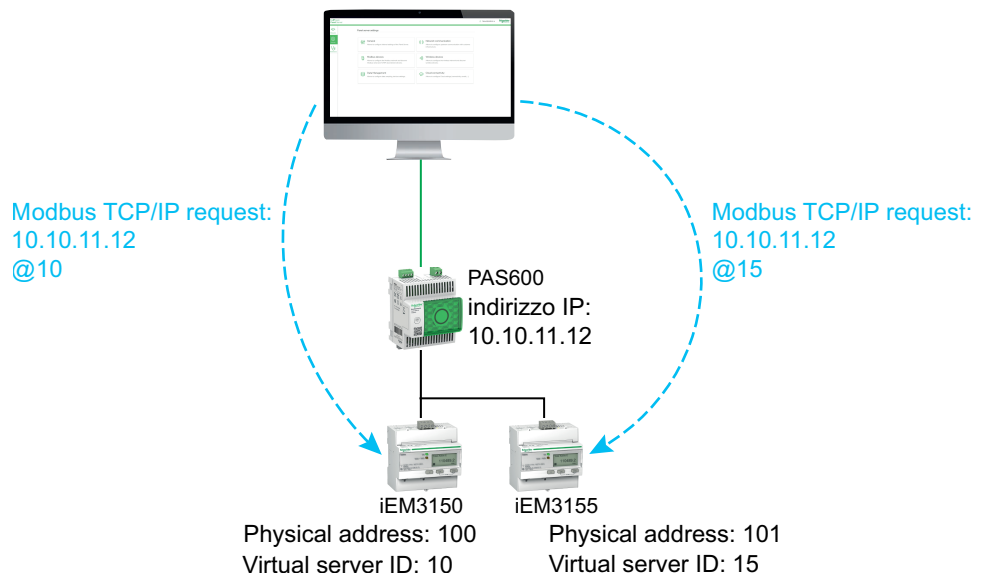 Modbus TCP/IP request:
10.10.11.12
@10
Modbus TCP/IP request:
10.10.11.12
@15
PAS600
indirizzo IP:
10.10.11.12
iEM3150
Physical address: 100
Virtual server ID: 10
iEM3155
Physical address: 101
Virtual server ID: 15